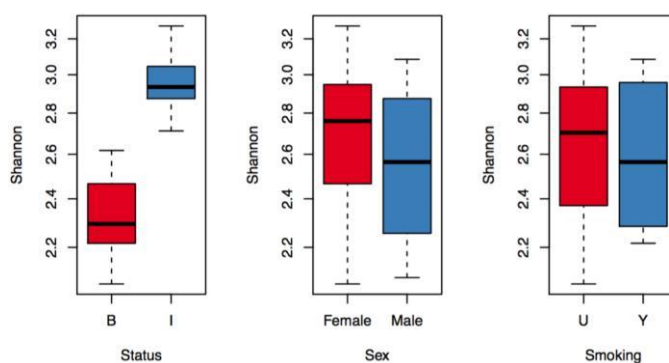 Shannon
3.2
3.0
2.8
2.6
2.4
2.2
B
I
Status
Shannon
3.2
3.0
2.8
2.6
2.4
2.2
Female
Male
Sex
Shannon
3.2
3.0
2.8
2.6
2.4
2.2
U
Y
Smoking